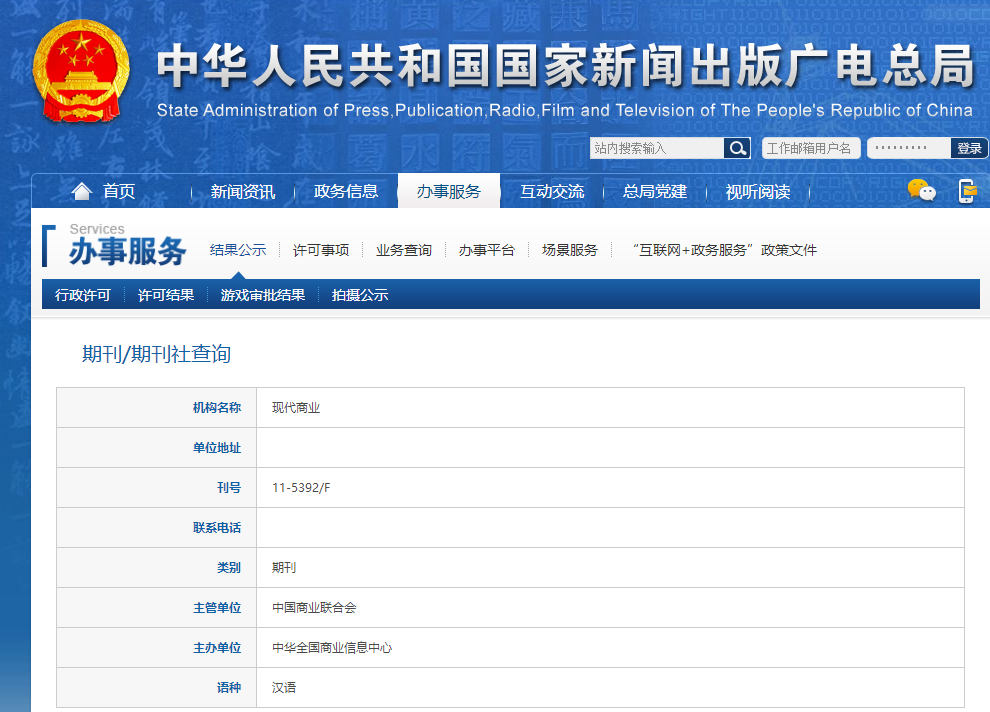 中华人民共和国国家新闻出版广电总局
State Administration of Press,Publication,Radio,Film and Television of The People's Republic of China
站内搜索输入 工作邮箱用户名 ········· 登录
首页 新闻资讯 政务信息 办事服务 互动交流 总局党建 视听阅读
Services
办事服务 结果公示 许可事项 业务查询 办事平台 场景服务 “互联网+政务服务”政策文件
行政许可 许可结果 游戏审批结果 拍摄公示
期刊/期刊社查询
机构名称 现代商业
单位地址
刊号 11-5392/F
联系电话
类别 期刊
主管单位 中国商业联合会
主办单位 中华全国商业信息中心
语种 汉语